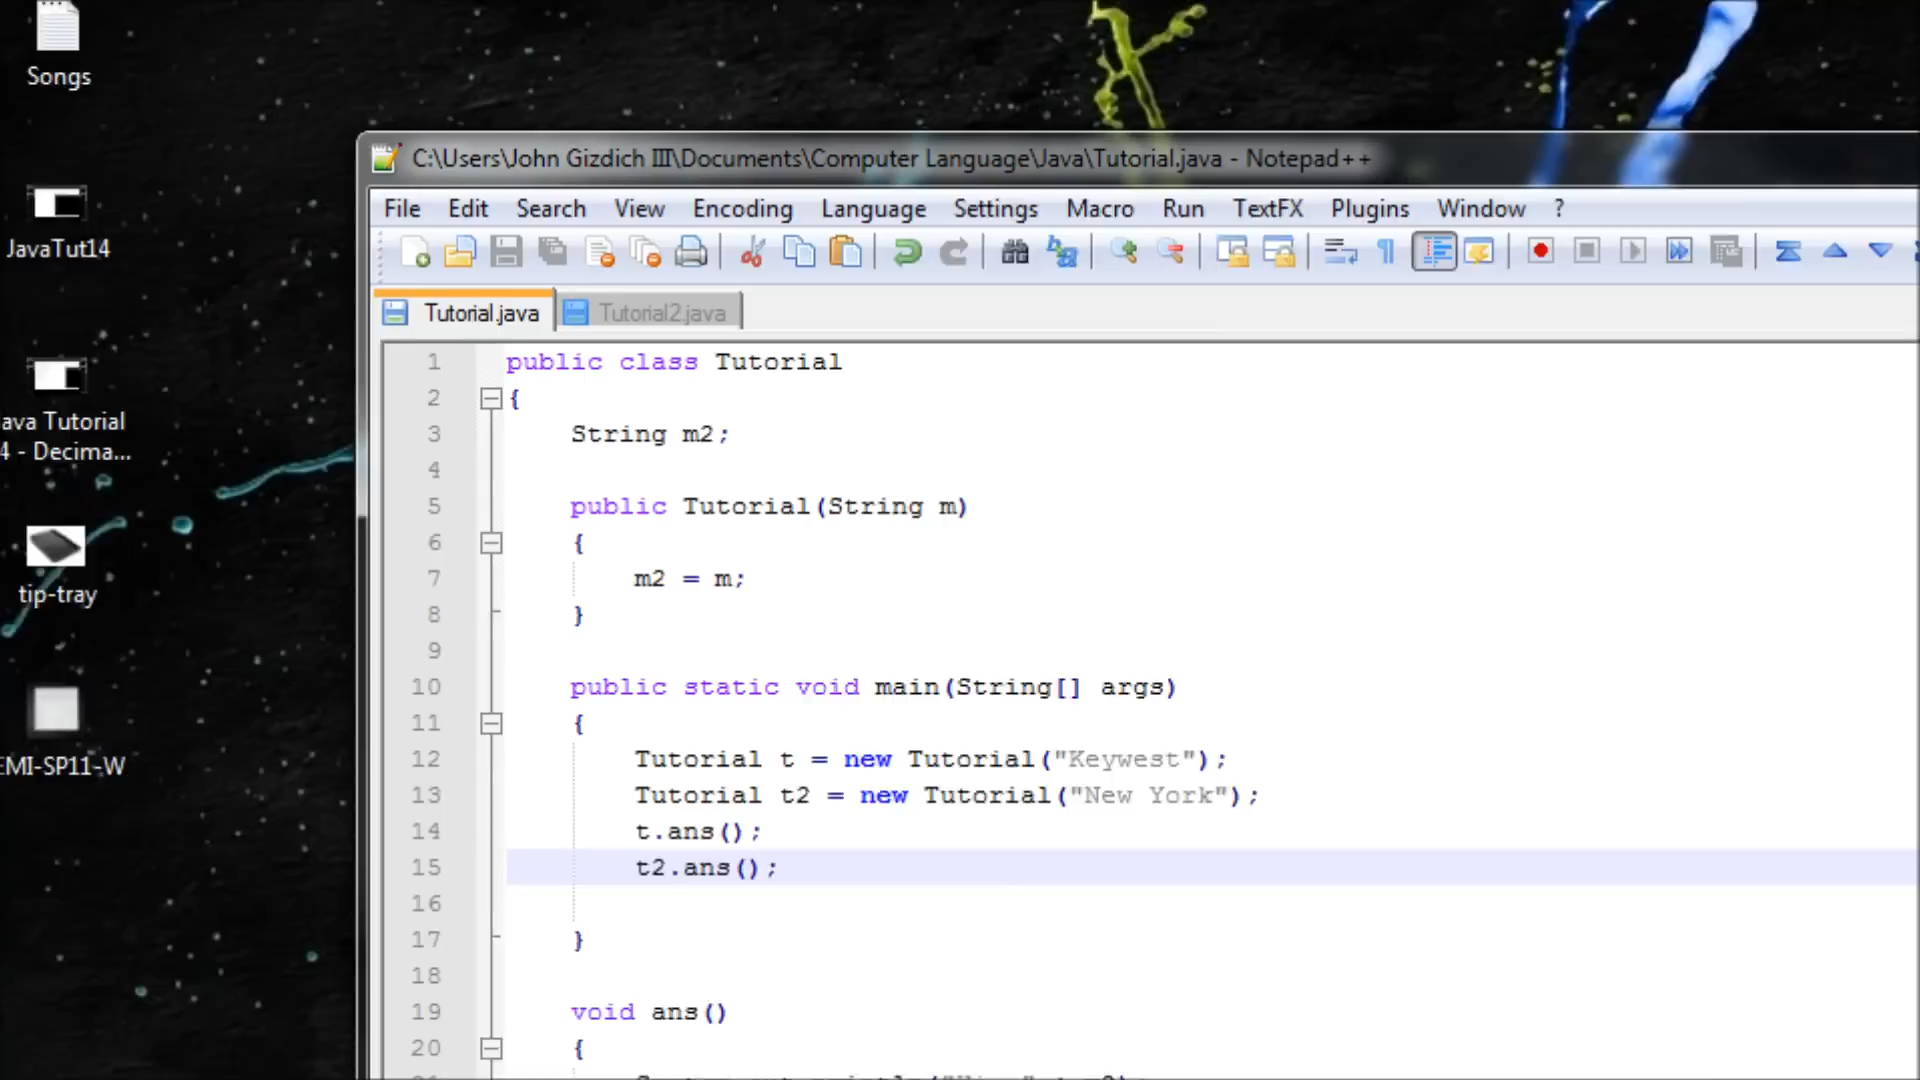 Songs
JavaTut14
ava Tutorial
4 - Decima...
tip-tray
EMI-SP11-W
C:\Users\John Gizdich III\Documents\Computer Language\Java\Tutorial.java - Notepad++
File Edit Search View Encoding Language Settings Macro Run TextFX Plugins Window ?
Tutorial.java Tutorial2.java
1 public class Tutorial
2 {
3 String m2;
4
5 public Tutorial(String m)
6 {
7 m2 = m;
8 }
9
10 public static void main(String[] args)
11 {
12 Tutorial t = new Tutorial("Keywest");
13 Tutorial t2 = new Tutorial("New York");
14 t.ans();
15 t2.ans();
16
17 }
18
19 void ans()
20 {